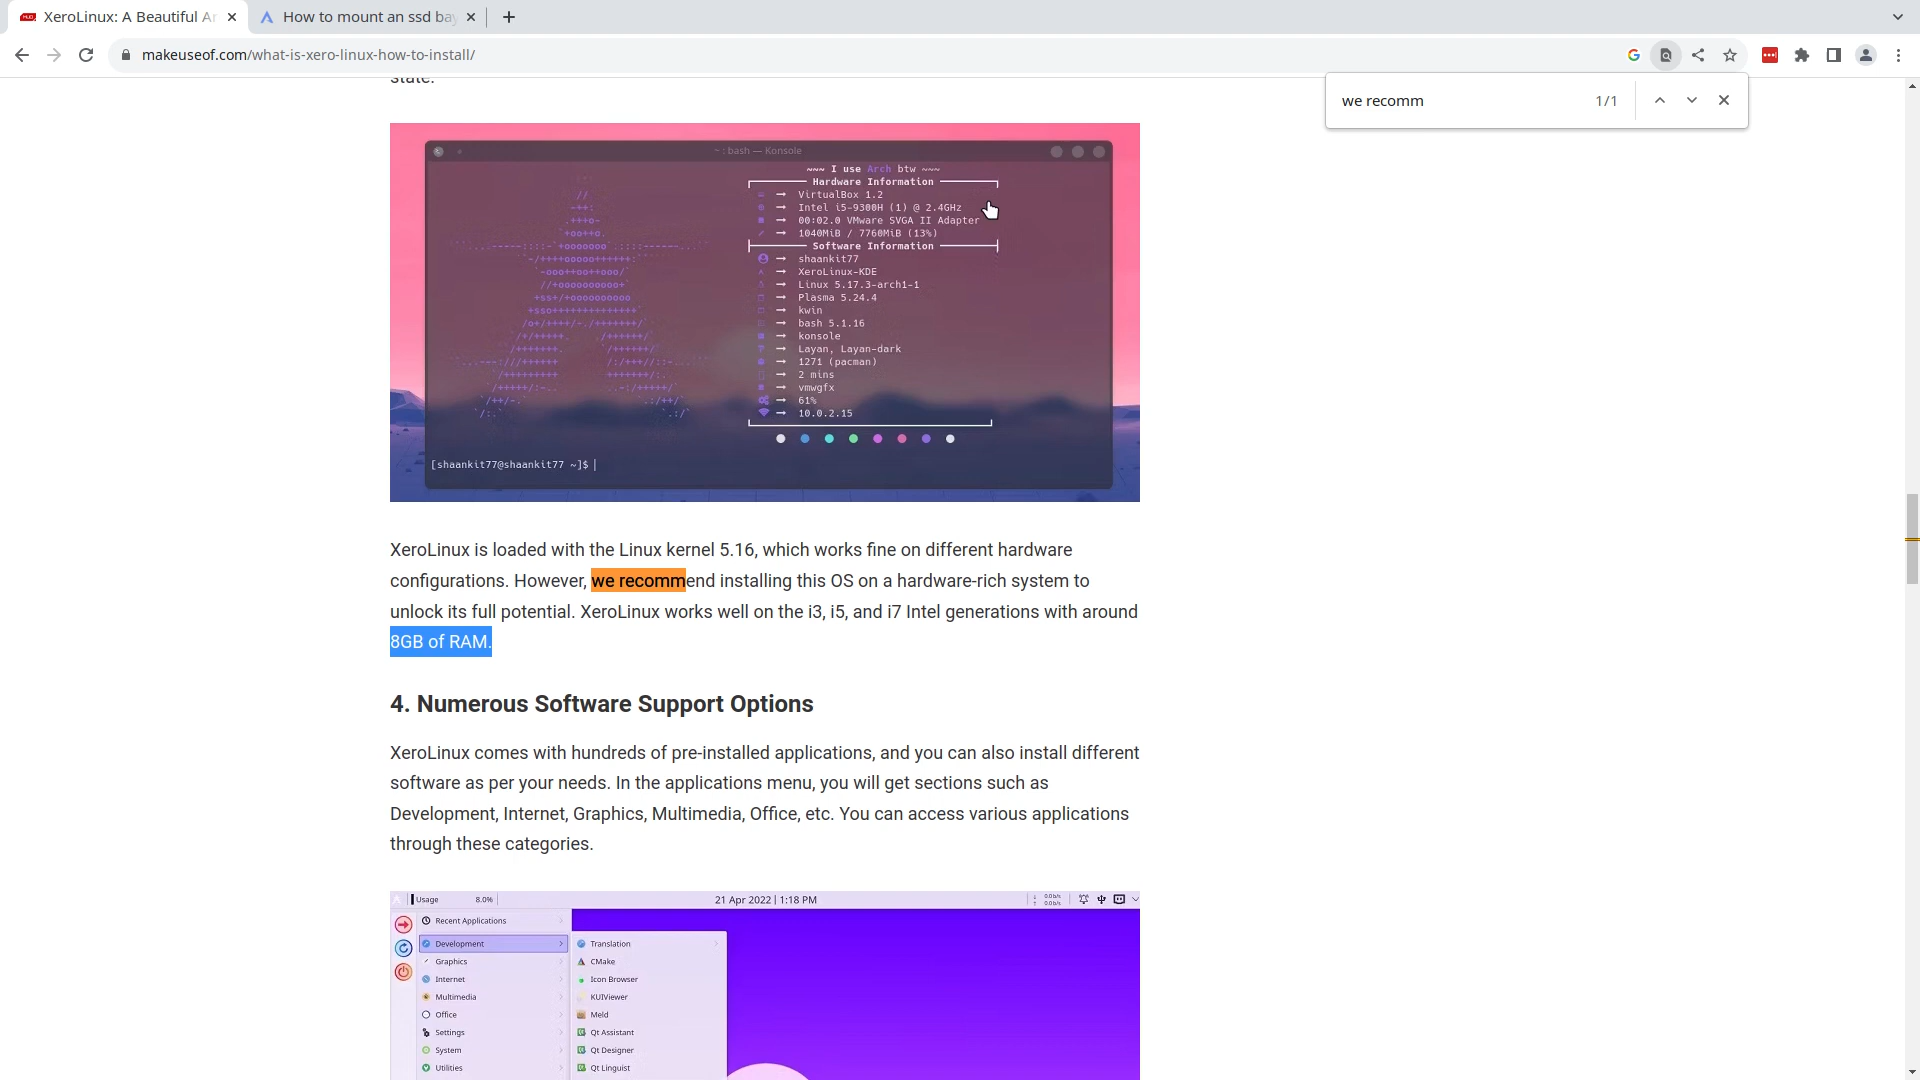 XeroLinux: A Beautiful Ar
How to mount an ssd bay
makeuseof.com/what-is-xero-linux-how-to-install/
we recomm
1/1
state.
~ : bash — Konsole
~~~ I use Arch btw ~~~
Hardware Information
VirtualBox 1.2
Intel i5-9300H (1) @ 2.4GHz
00:02.0 VMware SVGA II Adapter
1040MiB / 7760MiB (13%)
Software Information
shaankit77
XeroLinux-KDE
Linux 5.17.3-arch1-1
Plasma 5.24.4
kwin
bash 5.1.16
konsole
Layan, Layan-dark
1271 (pacman)
2 mins
vmwgfx
61%
10.0.2.15
[shaankit77@shaankit77 ~]$
XeroLinux is loaded with the Linux kernel 5.16, which works fine on different hardware
configurations. However, we recommend installing this OS on a hardware-rich system to
unlock its full potential. XeroLinux works well on the i3, i5, and i7 Intel generations with around
8GB of RAM.
4. Numerous Software Support Options
XeroLinux comes with hundreds of pre-installed applications, and you can also install different
software as per your needs. In the applications menu, you will get sections such as
Development, Internet, Graphics, Multimedia, Office, etc. You can access various applications
through these categories.
Usage 8.0% 21 Apr 2022 | 1:18 PM 0.0 b/s
0.0 b/s
Recent Applications
Development
Translation
Graphics
CMake
Internet
Icon Browser
Multimedia
KUIViewer
Office
Meld
Settings
Qt Assistant
System
Qt Designer
Utilities
Qt Linguist